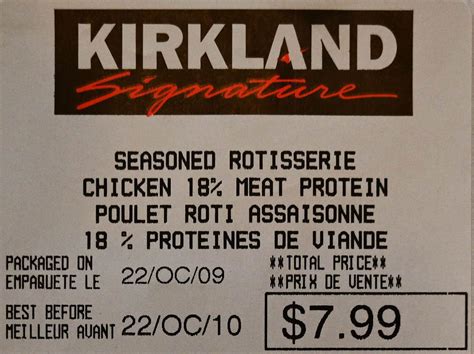 KIRKLAND
Signature
SEASONED ROTISSERIE
CHICKEN 18% MEAT PROTEIN
POULET ROTI ASSAISONNE
18 % PROTEINES DE VIANDE
PACKAGED ON
EMPAQUETE LE 22/OC/09
**TOTAL PRICE**
**PRIX DE VENTE**
BEST BEFORE
MEILLEUR AVANT 22/OC/10
$7.99